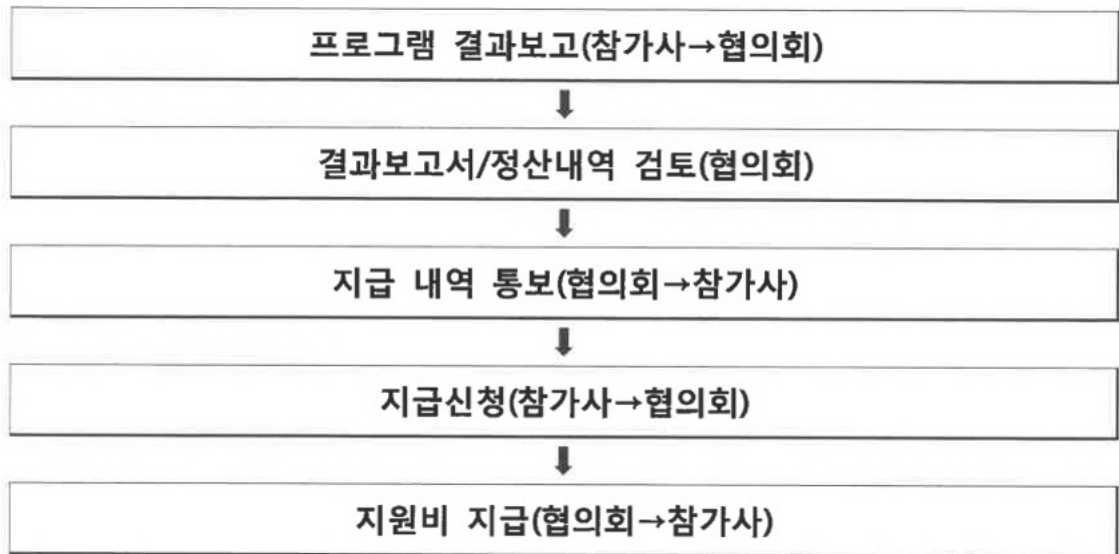 프로그램 결과보고(참가사→협의회)
결과보고서/정산내역 검토(협의회)
지급 내역 통보(협의회→참가사)
지급신청(참가사→협의회)
지원비 지급(협의회→참가사)